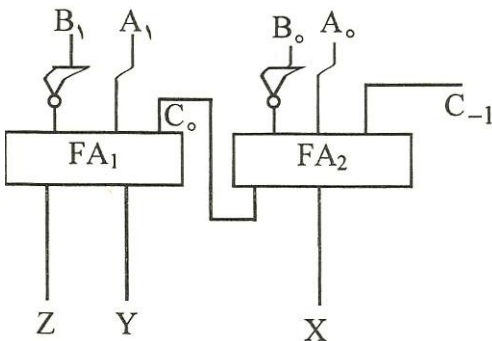 B₁ A₁ B₀ A₀
C₀ C₋₁
FA₁ FA₂
Z Y X